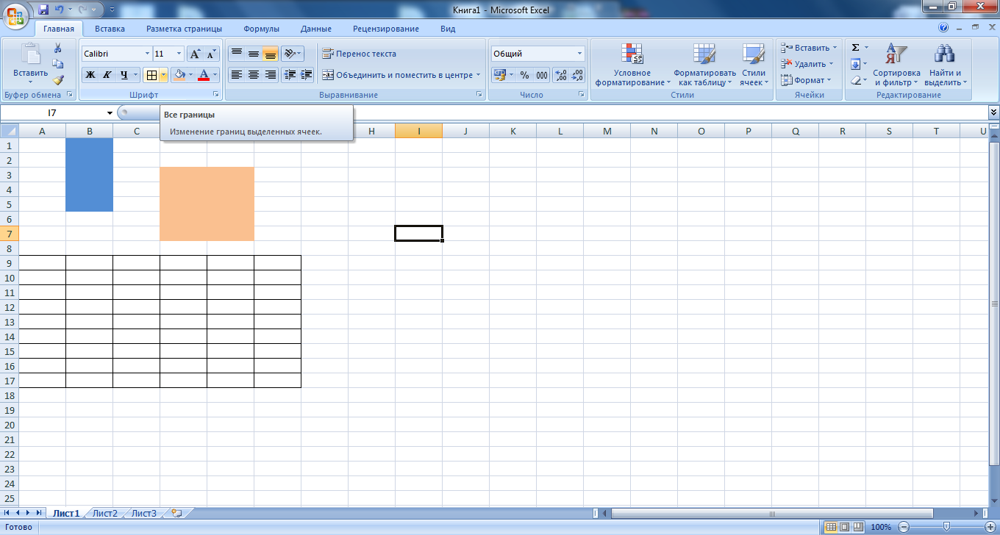 Книга1 - Microsoft Excel
Главная Вставка Разметка страницы Формулы Данные Рецензирование Вид
Вставить
Буфер обмена
Calibri 11
Ж К Ч
Шрифт
Перенос текста
Объединить и поместить в центре
Выравнивание
Общий
% 000 ,00 ,0
Число
Условное форматирование
Форматировать как таблицу
Стили ячеек
Стили
Вставить
Удалить
Формат
Ячейки
Σ
Сортировка и фильтр
Найти и выделить
Редактирование
I7
Все границы
Изменение границ выделенных ячеек.
A B C H I J K L M N O P Q R S T U
1
2
3
4
5
6
7
8
9
10
11
12
13
14
15
16
17
18
19
20
21
22
23
24
25
Лист1 Лист2 Лист3
Готово 100%